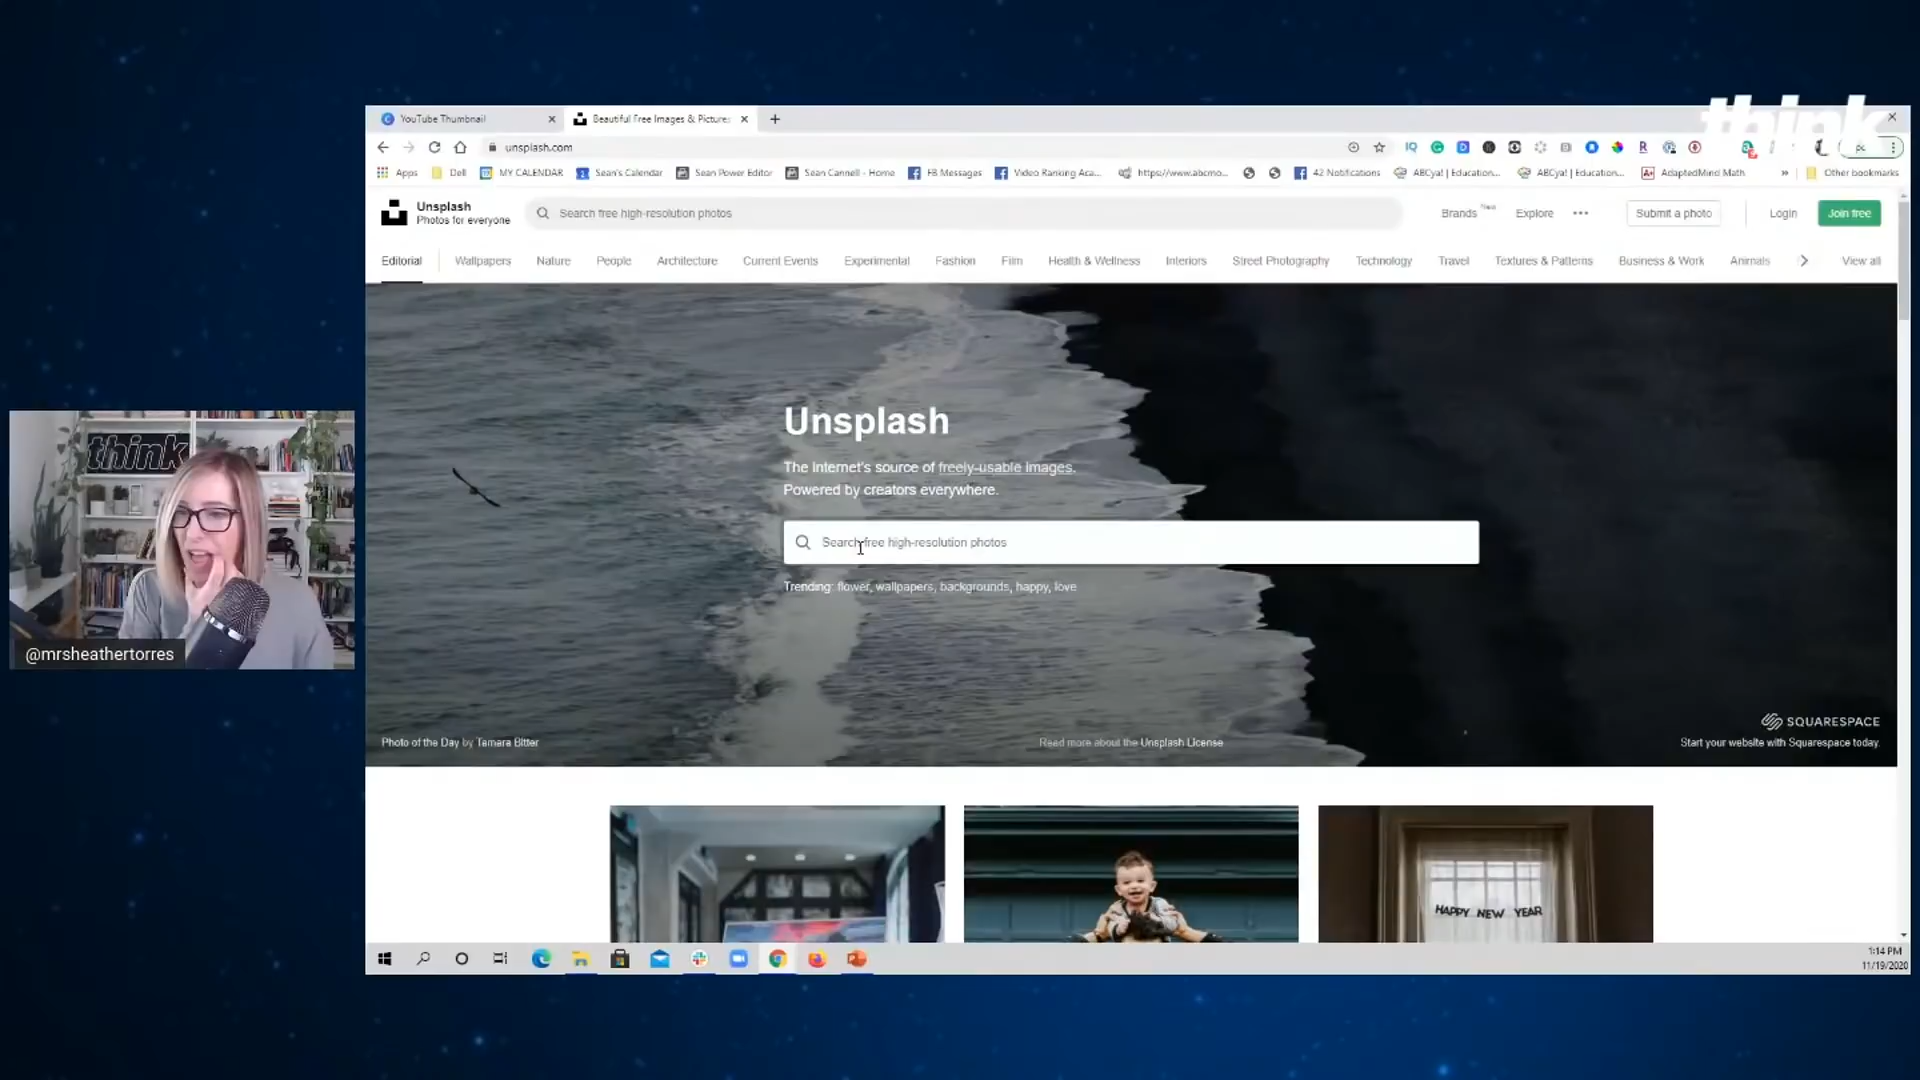 think
YouTube Thumbnail
Beautiful Free Images & Pictures
unsplash.com
Apps Dell MY CALENDAR Sean's Calendar Sean Power Editor Sean Cannell - Home FB Messages Video Ranking Aca... https://www.abcmo... 42 Notifications ABCya! | Education... ABCya! | Education... AdaptedMind Math » Other bookmarks
Unsplash
Photos for everyone
Search free high-resolution photos
Brands New Explore ••• Submit a photo Login Join free
Editorial Wallpapers Nature People Architecture Current Events Experimental Fashion Film Health & Wellness Interiors Street Photography Technology Travel Textures & Patterns Business & Work Animals View all
Unsplash
The internet's source of freely-usable images.
Powered by creators everywhere.
Search free high-resolution photos
Trending: flower, wallpapers, backgrounds, happy, love
think
@mrsheathertorres
SQUARESPACE
Photo of the Day by Tamara Bitter
Read more about the Unsplash License
Start your website with Squarespace today.
HAPPY NEW YEAR
1:14 PM
11/19/2020